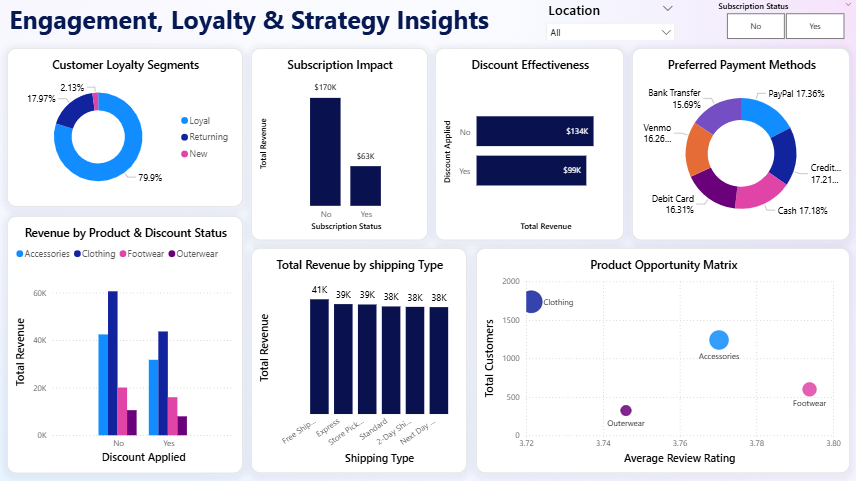 Engagement, Loyalty & Strategy Insights
Location
All
Subscription Status
No
Yes
Customer Loyalty Segments
2.13%
17.97%
79.9%
Loyal
Returning
New
Subscription Impact
Total Revenue
$170K
$63K
No
Yes
Subscription Status
Discount Effectiveness
Discount Applied
No
$134K
Yes
$99K
Total Revenue
Preferred Payment Methods
Bank Transfer
15.69%
PayPal 17.36%
Venmo
16.26...
Credit...
17.21...
Debit Card
16.31%
Cash 17.18%
Revenue by Product & Discount Status
Accessories
Clothing
Footwear
Outerwear
Total Revenue
60K
40K
20K
0K
No
Yes
Discount Applied
Total Revenue by shipping Type
Total Revenue
41K
39K
39K
38K
38K
38K
Free Ship...
Express
Store Pick...
Standard
2-Day Shi...
Next Day ...
Shipping Type
Product Opportunity Matrix
Total Customers
2000
1500
1000
500
0
Clothing
Accessories
Footwear
Outerwear
3.72
3.74
3.76
3.78
3.80
Average Review Rating